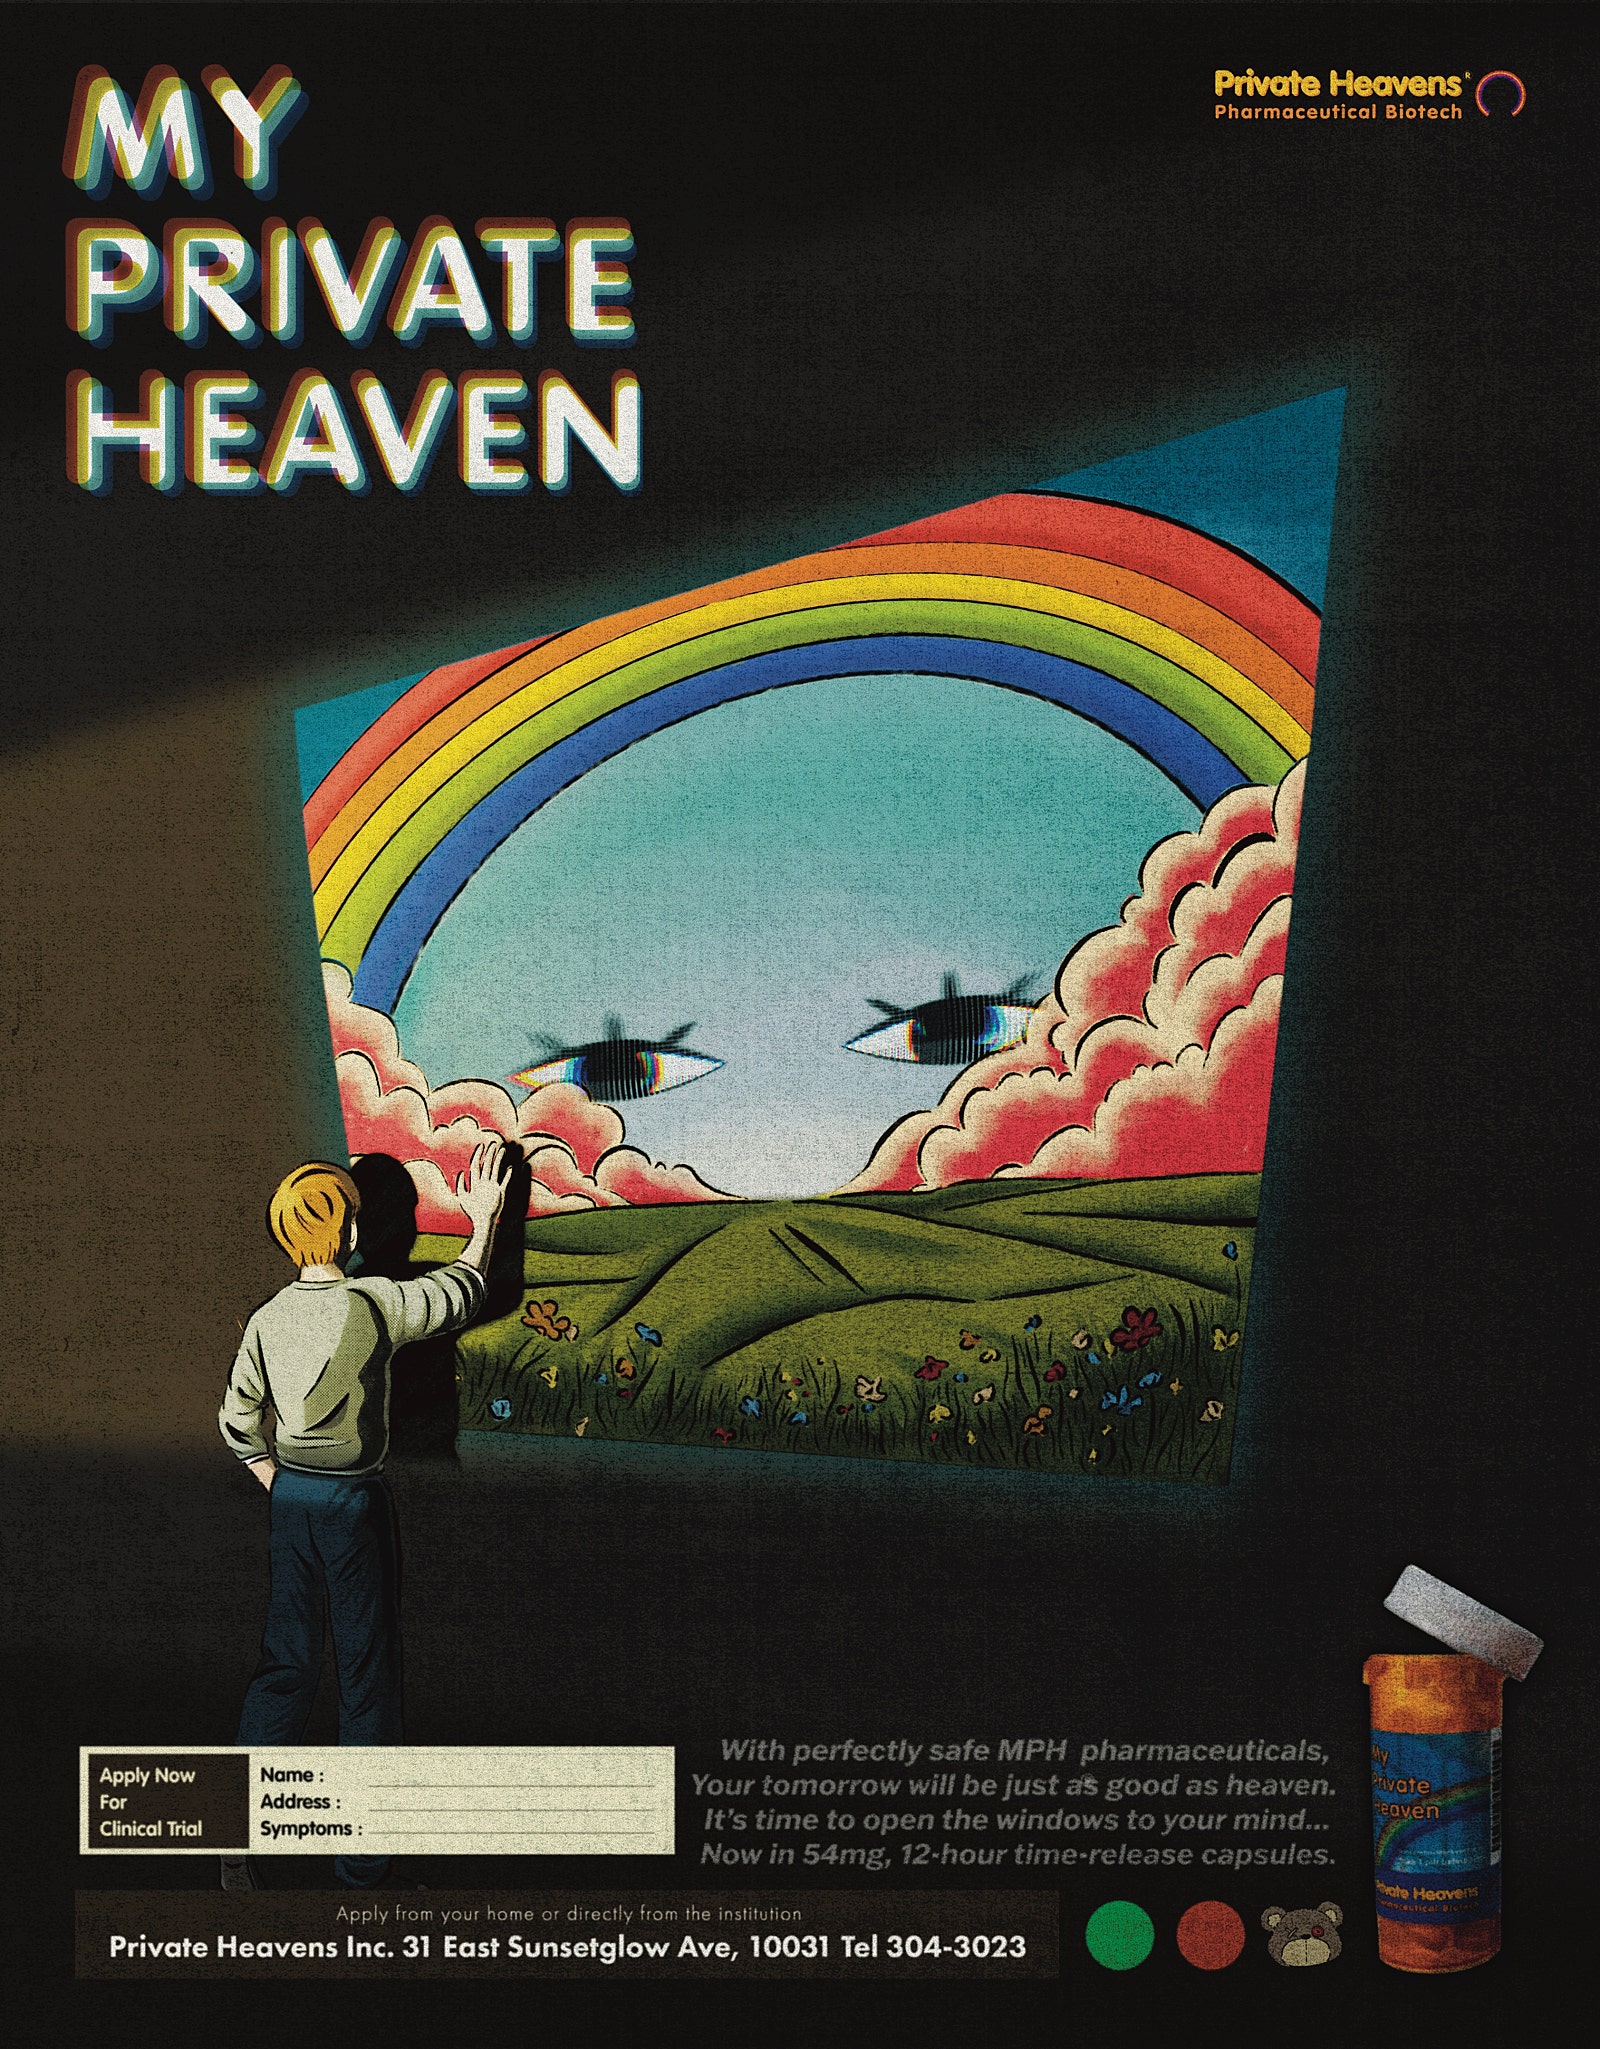 MY
PRIVATE
HEAVEN
Private Heavens R
Pharmaceutical Biotech
Apply Now
For
Clinical Trial
Name :
Address :
Symptoms :
With perfectly safe MPH pharmaceuticals,
Your tomorrow will be just as good as heaven.
It's time to open the windows to your mind...
Now in 54mg, 12-hour time-release capsules.
My
Private
Heaven
Private Heavens
Apply from your home or directly from the institution
Private Heavens Inc. 31 East Sunsetglow Ave, 10031 Tel 304-3023